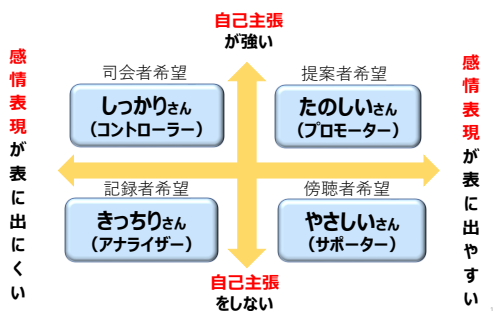 自己主張
が強い
感情表現が表に出にくい
司会者希望
しっかりさん
（コントローラー）
提案者希望
たのしいさん
（プロモーター）
感情表現が表に出やすい
記録者希望
きっちりさん
（アナライザー）
傍聴者希望
やさしいさん
（サポーター）
自己主張
をしない